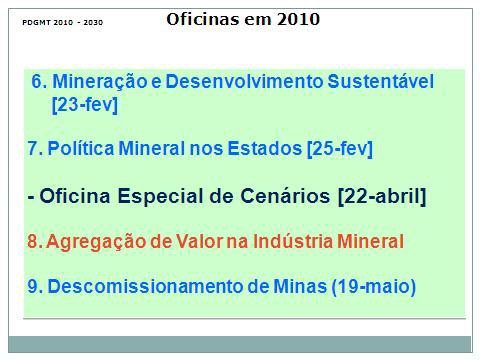 PDGMT 2010 - 2030
Oficinas em 2010
6. Mineração e Desenvolvimento Sustentável
[23-fev]
7. Política Mineral nos Estados [25-fev]
- Oficina Especial de Cenários [22-abril]
8. Agregação de Valor na Indústria Mineral
9. Descomissionamento de Minas (19-maio)